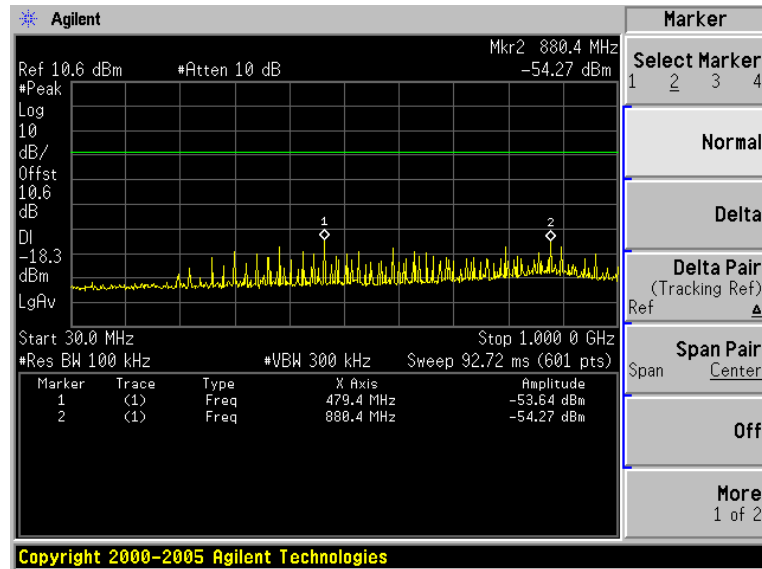 Agilent
Marker
Mkr2 880.4 MHz
Ref 10.6 dBm #Atten 10 dB -54.27 dBm
#Peak
Log
10
dB/
Offst
10.6
dB
DI
-18.3
dBm
LgAv
1
2
Start 30.0 MHz Stop 1.000 0 GHz
#Res BW 100 kHz #VBW 300 kHz Sweep 92.72 ms (601 pts)
Marker Trace Type X Axis Amplitude
1 (1) Freq 479.4 MHz -53.64 dBm
2 (1) Freq 880.4 MHz -54.27 dBm
Select Marker
1 2 3 4
Normal
Delta
Delta Pair
(Tracking Ref)
Ref Δ
Span Pair
Span Center
Off
More
1 of 2
Copyright 2000-2005 Agilent Technologies